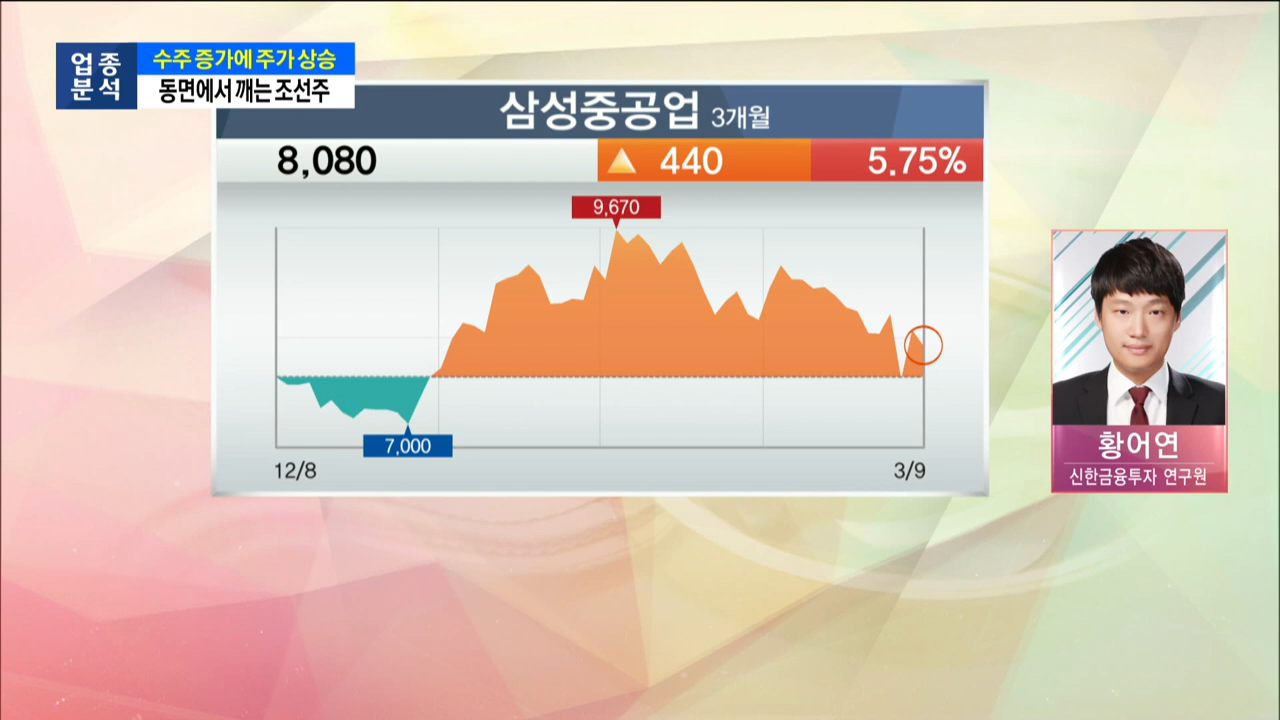 업종
분석
수주 증가에 주가 상승
동면에서 깨는 조선주
삼성중공업 3개월
8,080 440 5.75%
9,670
7,000
12/8 3/9
황어연
신한금융투자 연구원